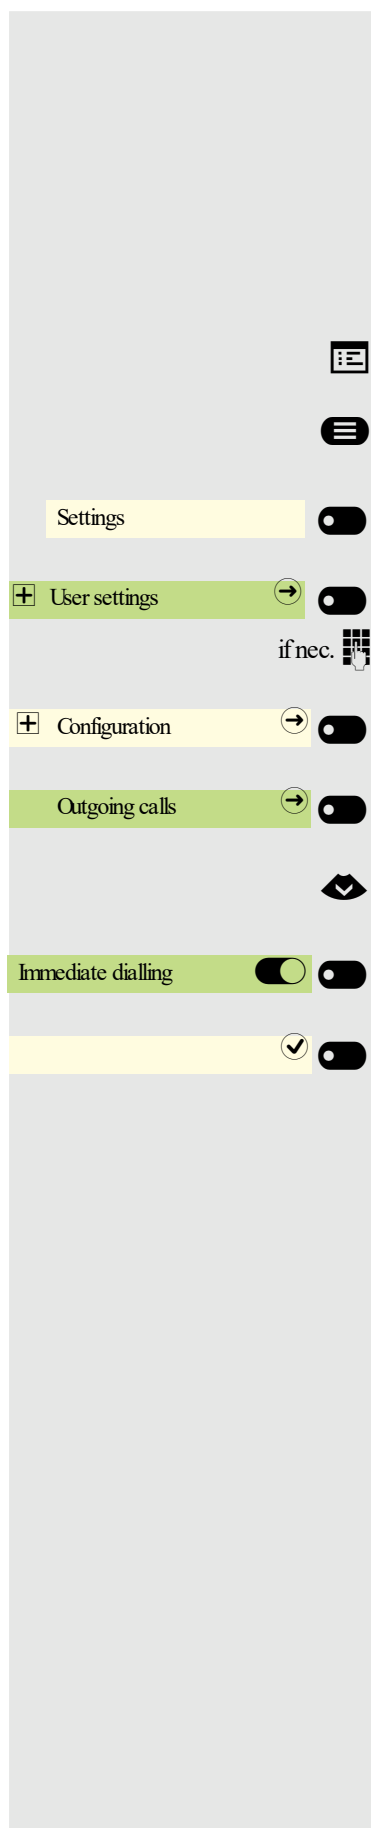 Settings
User settings
if nec.
Configuration
Outgoing calls
Immediate dialling